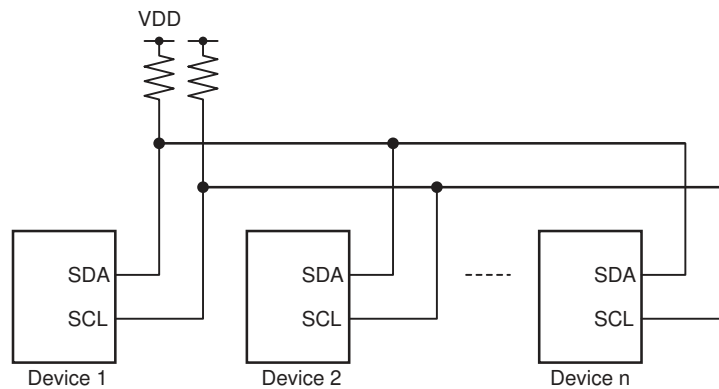 VDD
SDA
SCL
Device 1
SDA
SCL
Device 2
SDA
SCL
Device n